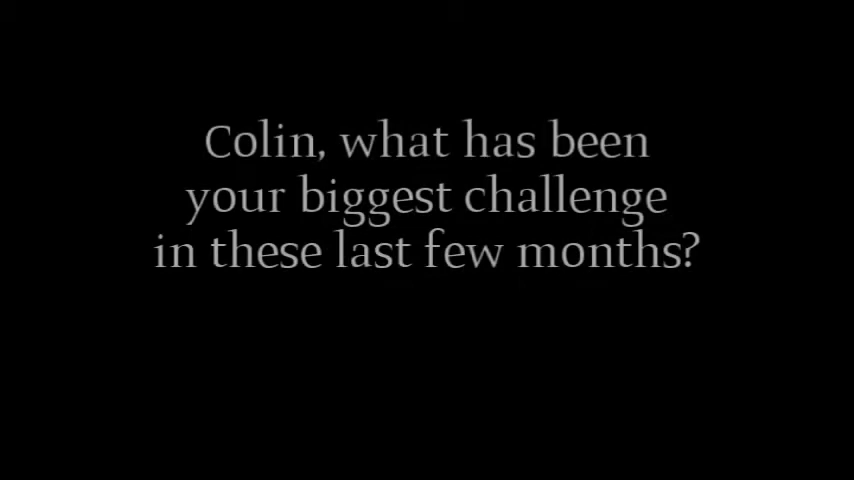 Colin, what has been
your biggest challenge
in these last few months?